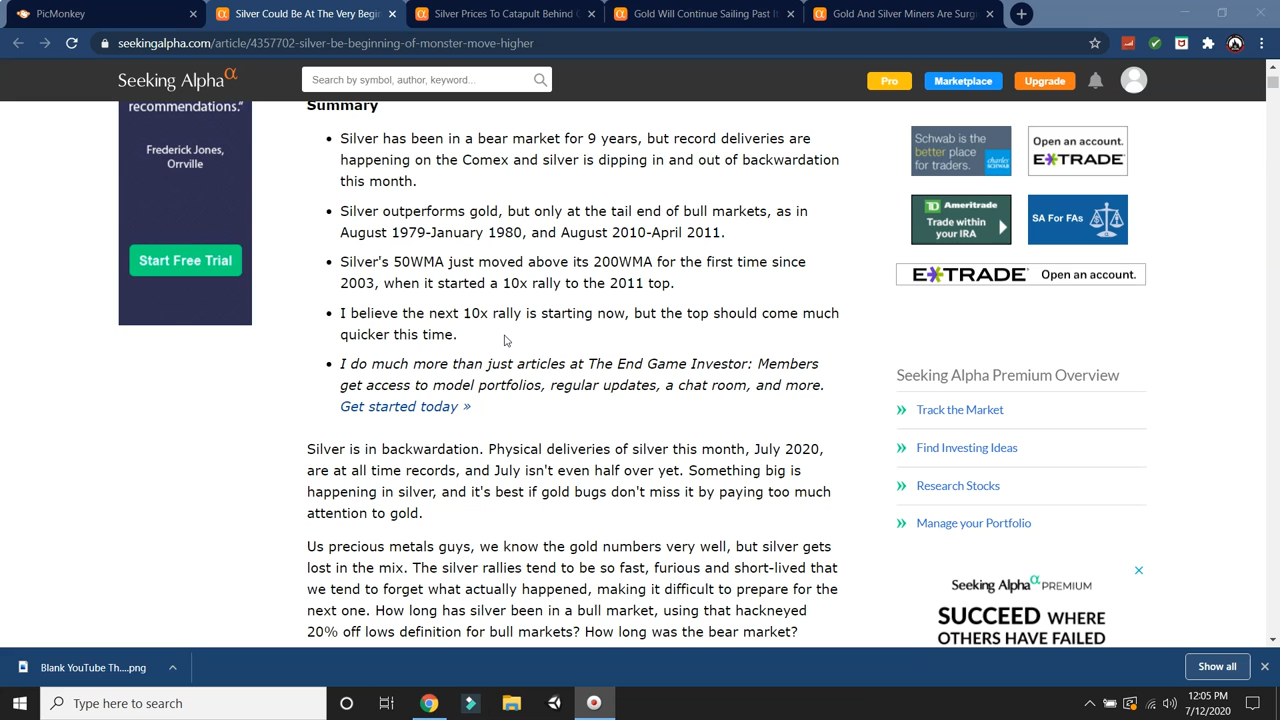 PicMonkey
Silver Could Be At The Very Begin
Silver Prices To Catapult Behind
Gold Will Continue Sailing Past It
Gold And Silver Miners Are Surg
seekingalpha.com/article/4357702-silver-be-beginning-of-monster-move-higher
Seeking Alpha α
Search by symbol, author, keyword...
Pro
Marketplace
Upgrade
recommendations."
Frederick Jones,
Orrville
Start Free Trial
Summary
• Silver has been in a bear market for 9 years, but record deliveries are
happening on the Comex and silver is dipping in and out of backwardation
this month.
• Silver outperforms gold, but only at the tail end of bull markets, as in
August 1979-January 1980, and August 2010-April 2011.
• Silver's 50WMA just moved above its 200WMA for the first time since
2003, when it started a 10x rally to the 2011 top.
• I believe the next 10x rally is starting now, but the top should come much
quicker this time.
• I do much more than just articles at The End Game Investor: Members
get access to model portfolios, regular updates, a chat room, and more.
Get started today »
Silver is in backwardation. Physical deliveries of silver this month, July 2020,
are at all time records, and July isn't even half over yet. Something big is
happening in silver, and it's best if gold bugs don't miss it by paying too much
attention to gold.
Us precious metals guys, we know the gold numbers very well, but silver gets
lost in the mix. The silver rallies tend to be so fast, furious and short-lived that
we tend to forget what actually happened, making it difficult to prepare for the
next one. How long has silver been in a bull market, using that hackneyed
20% off lows definition for bull markets? How long was the bear market?
Schwab is the
better place
for traders.
charles
SCHWAB
Open an account.
E*TRADE
TD Ameritrade
Trade within
your IRA
SA For FAs
E*TRADE Open an account.
Seeking Alpha Premium Overview
Track the Market
Find Investing Ideas
Research Stocks
Manage your Portfolio
Seeking Alpha α PREMIUM
SUCCEED WHERE
OTHERS HAVE FAILED
Blank YouTube Th....png
Show all
Type here to search
12:05 PM
7/12/2020